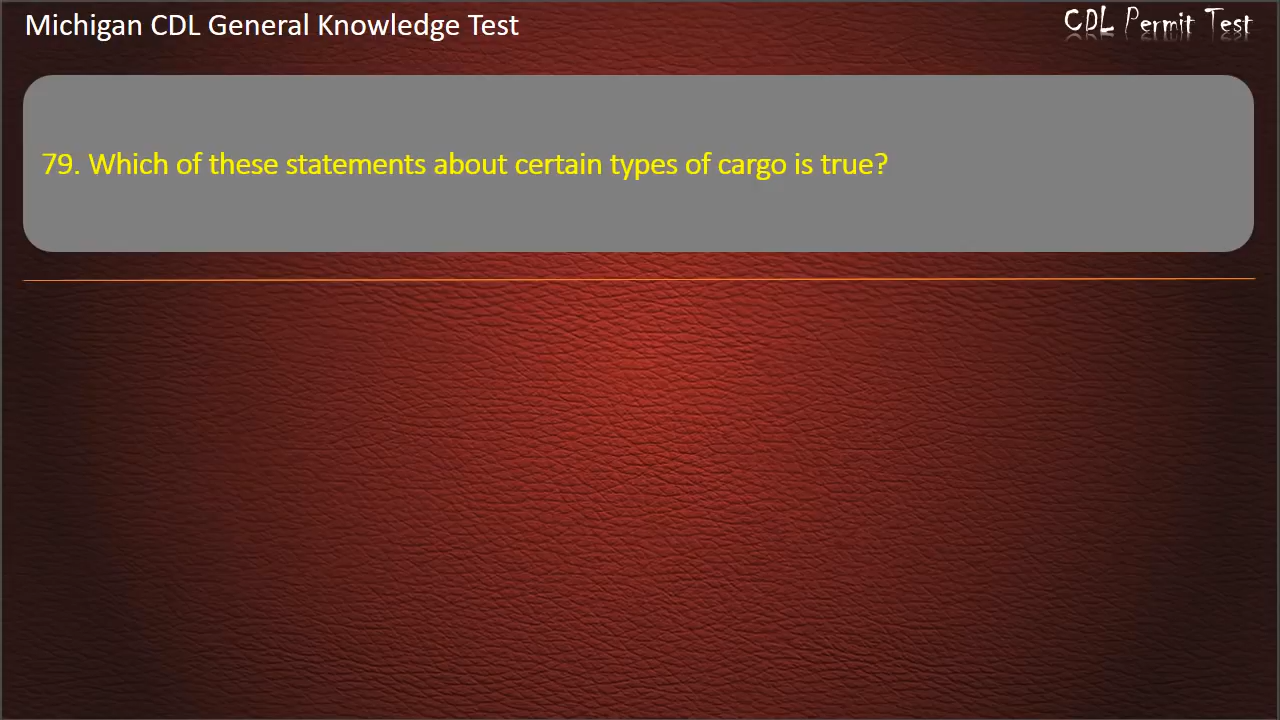 Michigan CDL General Knowledge Test
CDL Permit Test
79. Which of these statements about certain types of cargo is true?